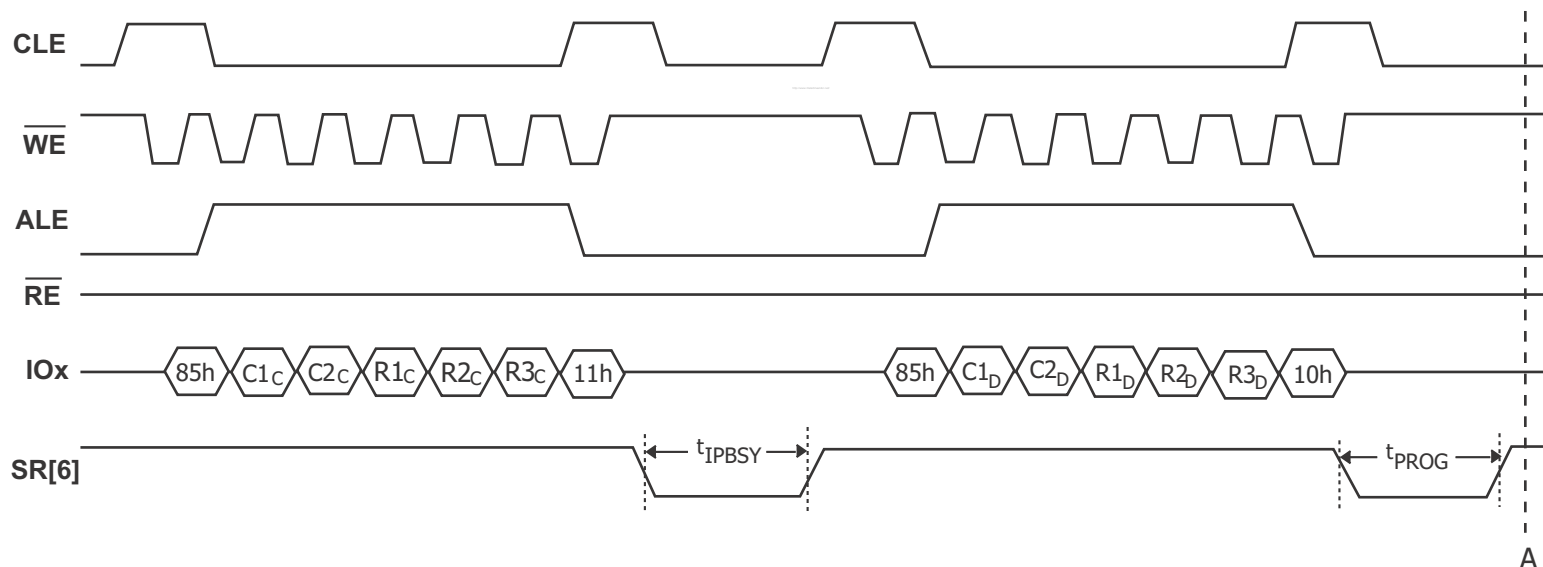 CLE
WE
ALE
RE
IOx 85h C1C C2C R1C R2C R3C 11h 85h C1D C2D R1D R2D R3D 10h
SR[6] tIPBSY tPROG
A